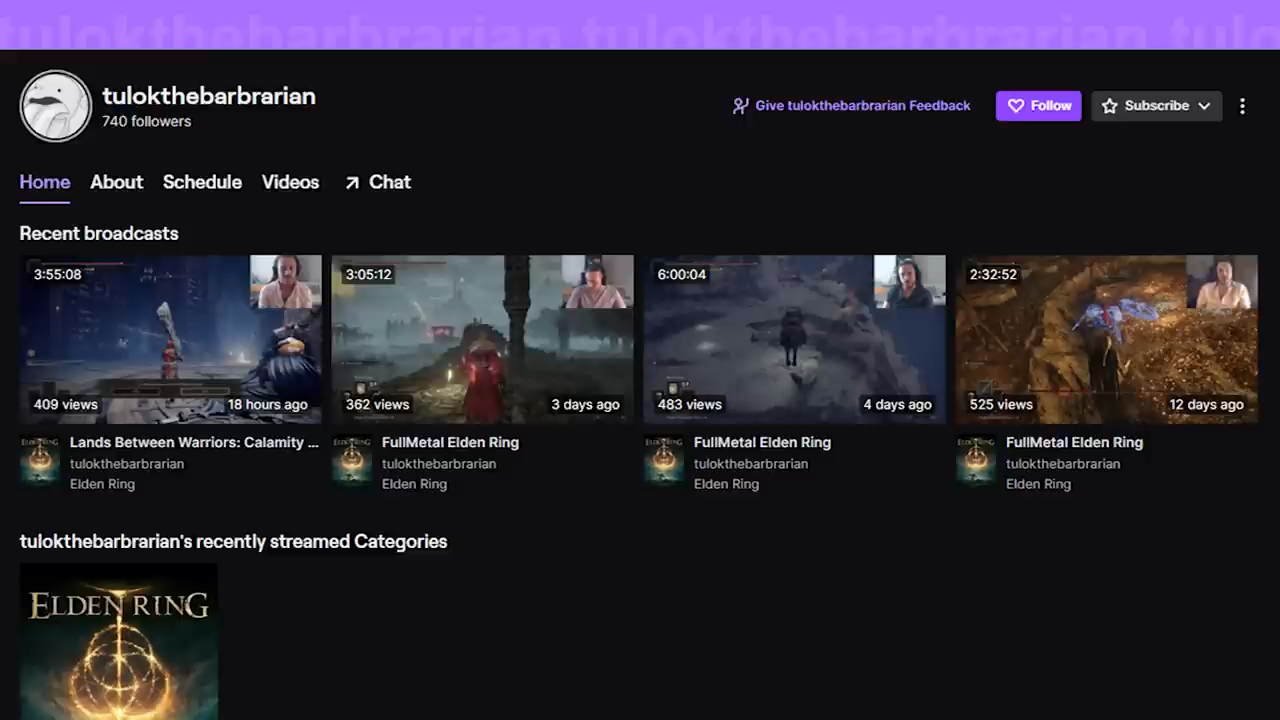 tulokthebarbrarian tulokthebarbrarian tulo
tulokthebarbrarian
740 followers
Give tulokthebarbrarian Feedback
Follow
Subscribe
Home
About
Schedule
Videos
Chat
Recent broadcasts
3:55:08
409 views
18 hours ago
Lands Between Warriors: Calamity ...
tulokthebarbrarian
Elden Ring
3:05:12
362 views
3 days ago
FullMetal Elden Ring
tulokthebarbrarian
Elden Ring
6:00:04
483 views
4 days ago
FullMetal Elden Ring
tulokthebarbrarian
Elden Ring
2:32:52
525 views
12 days ago
FullMetal Elden Ring
tulokthebarbrarian
Elden Ring
tulokthebarbrarian's recently streamed Categories
ELDEN RING